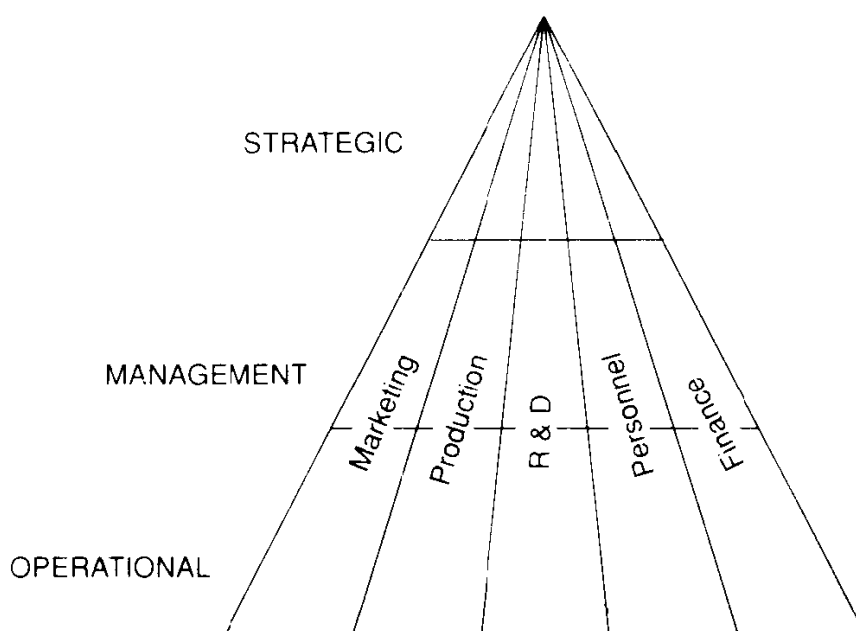 STRATEGIC
MANAGEMENT
Marketing
Production
R & D
Personnel
Finance
OPERATIONAL